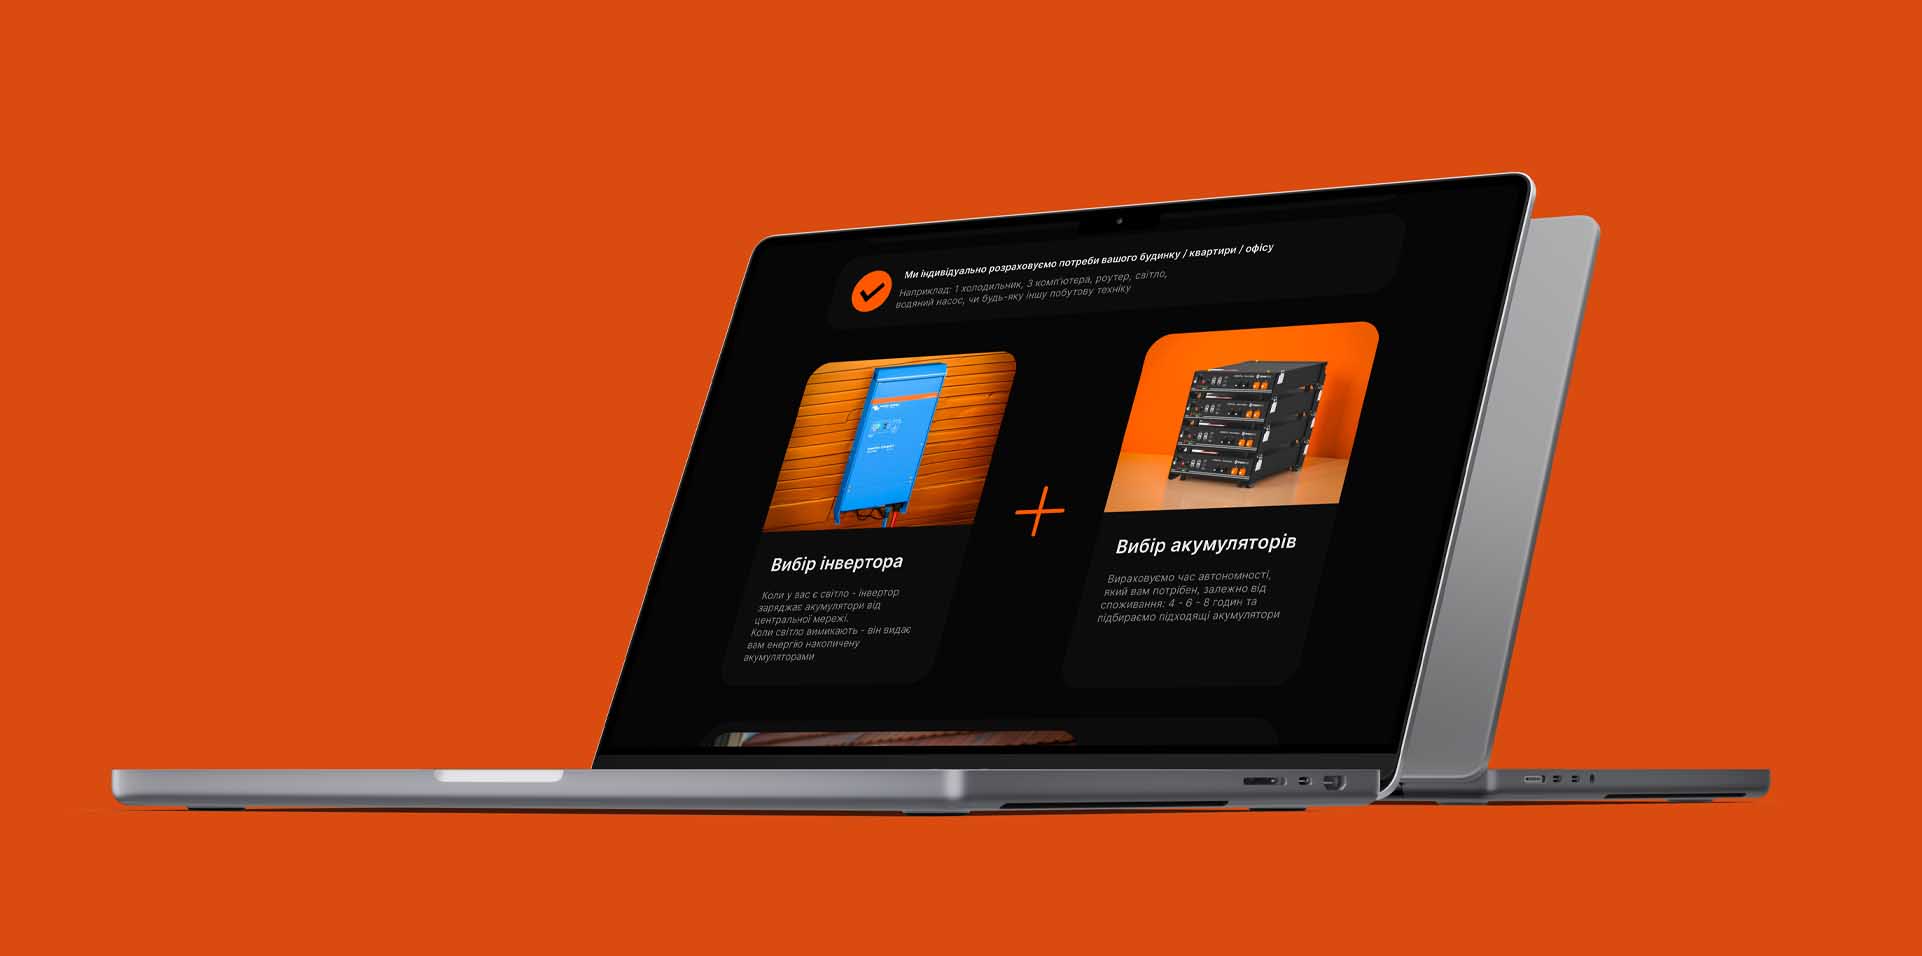 Ми індивідуально розраховуємо потреби вашого будинку / квартири / офісу
Наприклад: 1 холодильник, 3 комп'ютера, роутер, світло,
водяний насос, чи будь-яку іншу побутову техніку
Вибір інвертора
Коли у вас є світло - інвертор
заряджає акумулятори від
центральної мережі.
Коли світло вимикають - він видає
вам енергію накопичену
акумуляторами
Вибір акумуляторів
Вираховуємо час автономності,
який вам потрібен, залежно від
споживання: 4 - 6 - 8 годин та
підбираємо підходящі акумулятори